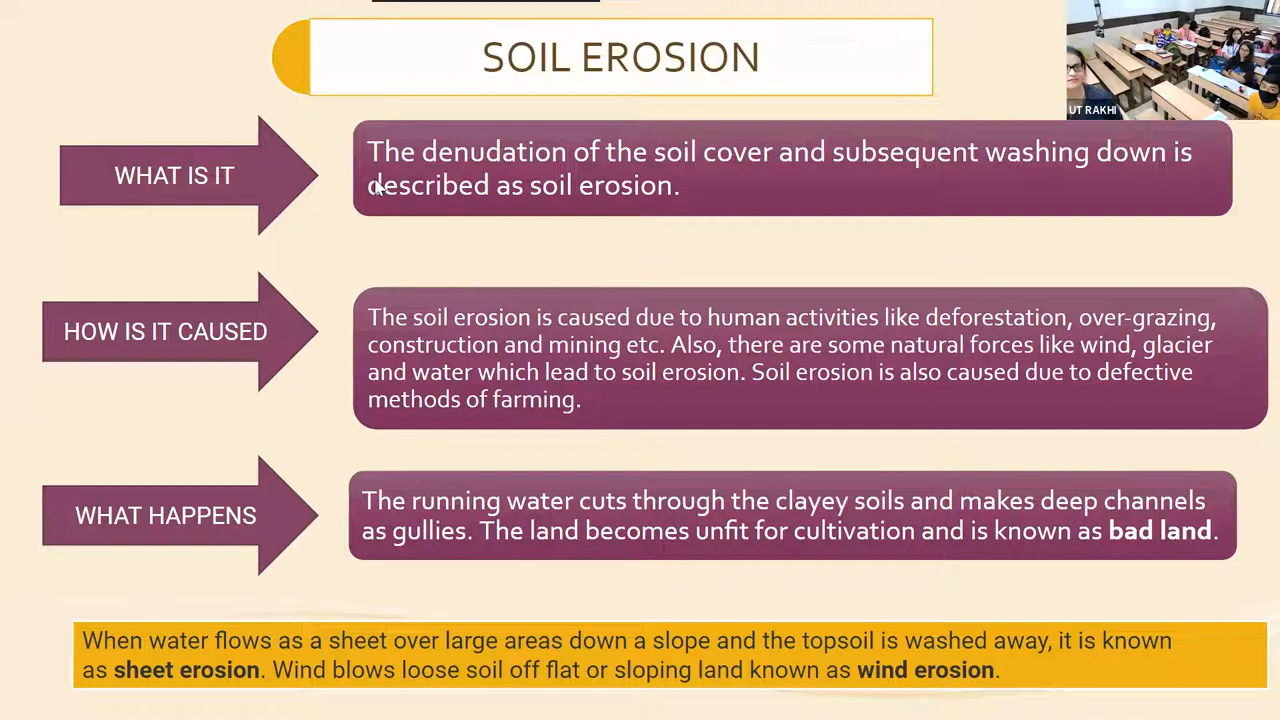 SOIL EROSION
UT RAKHI
WHAT IS IT
The denudation of the soil cover and subsequent washing down is
described as soil erosion.
HOW IS IT CAUSED
The soil erosion is caused due to human activities like deforestation, over-grazing,
construction and mining etc. Also, there are some natural forces like wind, glacier
and water which lead to soil erosion. Soil erosion is also caused due to defective
methods of farming.
WHAT HAPPENS
The running water cuts through the clayey soils and makes deep channels
as gullies. The land becomes unfit for cultivation and is known as bad land.
When water flows as a sheet over large areas down a slope and the topsoil is washed away, it is known
as sheet erosion. Wind blows loose soil off flat or sloping land known as wind erosion.